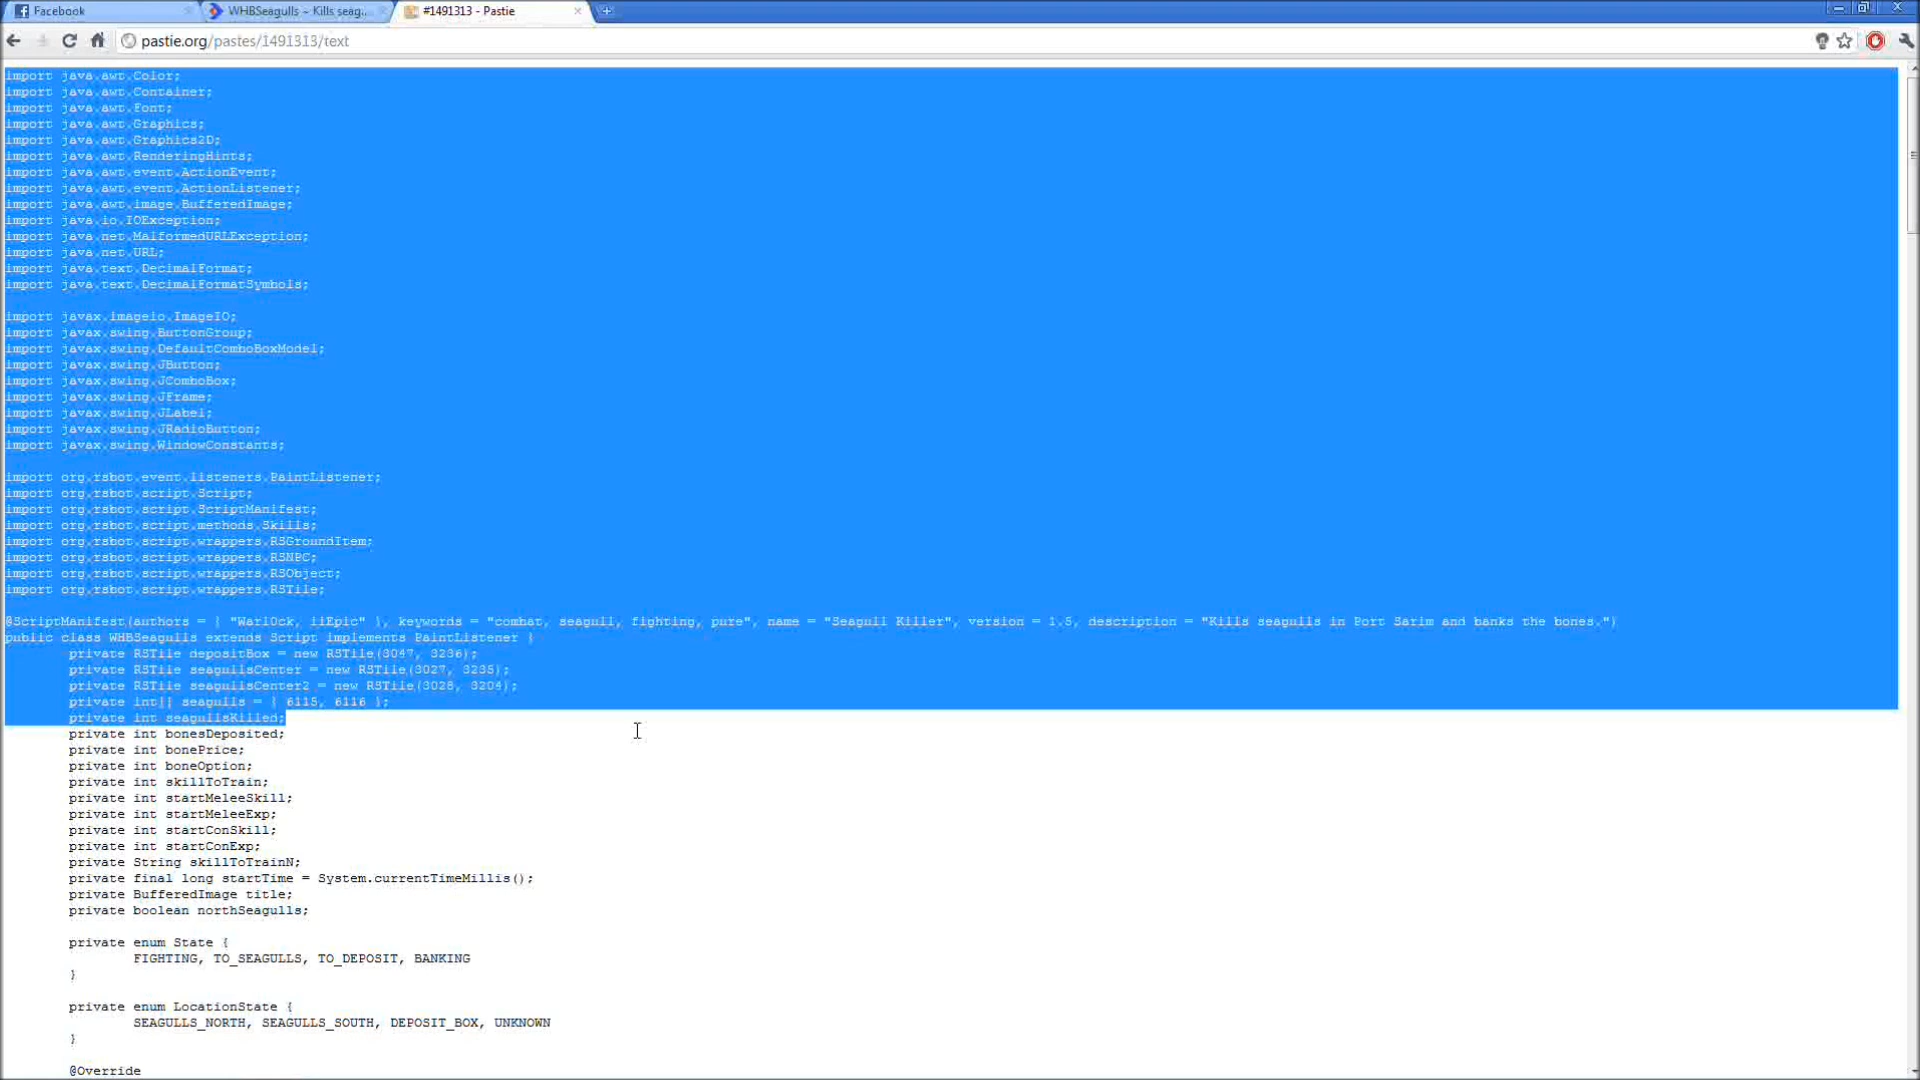 Facebook
WHBSeagulls ~ Kills seag...
#1491313 - Pastie
pastie.org/pastes/1491313/text
import java.awt.Color;
import java.awt.Container;
import java.awt.Font;
import java.awt.Graphics;
import java.awt.Graphics2D;
import java.awt.RenderingHints;
import java.awt.event.ActionEvent;
import java.awt.event.ActionListener;
import java.awt.image.BufferedImage;
import java.io.IOException;
import java.net.MalformedURLException;
import java.net.URL;
import java.text.DecimalFormat;
import java.text.DecimalFormatSymbols;
import javax.imageio.ImageIO;
import javax.swing.ButtonGroup;
import javax.swing.DefaultComboBoxModel;
import javax.swing.JButton;
import javax.swing.JComboBox;
import javax.swing.JFrame;
import javax.swing.JLabel;
import javax.swing.JRadioButton;
import javax.swing.WindowConstants;
import org.rsbot.event.listeners.PaintListener;
import org.rsbot.script.Script;
import org.rsbot.script.ScriptManifest;
import org.rsbot.script.methods.Skills;
import org.rsbot.script.wrappers.RSGroundItem;
import org.rsbot.script.wrappers.RSNPC;
import org.rsbot.script.wrappers.RSObject;
import org.rsbot.script.wrappers.RSTile;
@ScriptManifest(authors = { "Warl0ck, iiEpic" }, keywords = "combat, seagull, fighting, pure", name = "Seagull Killer", version = 1.5, description = "Kills seagulls in Port Sarim and banks the bones.")
public class WHBSeagulls extends Script implements PaintListener {
private RSTile depositBox = new RSTile(3047, 3236);
private RSTile seagullsCenter = new RSTile(3027, 3235);
private RSTile seagullsCenter2 = new RSTile(3028, 3204);
private int[] seagulls = { 6115, 6116 };
private int seagullsKilled;
private int bonesDeposited;
private int bonePrice;
private int boneOption;
private int skillToTrain;
private int startMeleeSkill;
private int startMeleeExp;
private int startConSkill;
private int startConExp;
private String skillToTrainN;
private final long startTime = System.currentTimeMillis();
private BufferedImage title;
private boolean northSeagulls;
private enum State {
FIGHTING, TO_SEAGULLS, TO_DEPOSIT, BANKING
}
private enum LocationState {
SEAGULLS_NORTH, SEAGULLS_SOUTH, DEPOSIT_BOX, UNKNOWN
}
@Override